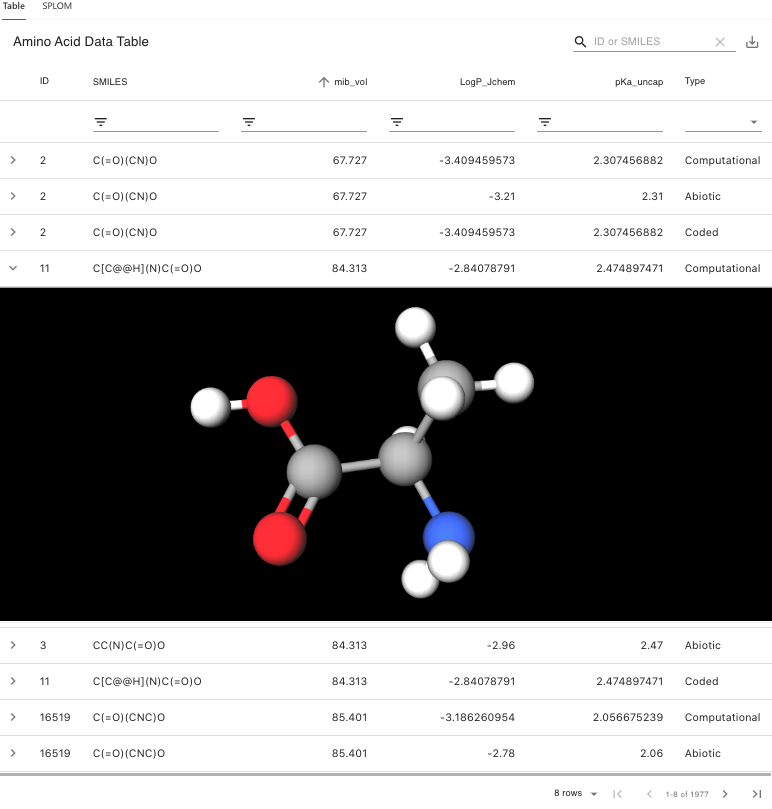 Table SPLOM
Amino Acid Data Table ID or SMILES
ID SMILES mib_vol LogP_Jchem pKa_uncap Type
2 C(=O)(CN)O 67.727 -3.409459573 2.307456882 Computational
2 C(=O)(CN)O 67.727 -3.21 2.31 Abiotic
2 C(=O)(CN)O 67.727 -3.409459573 2.307456882 Coded
11 C[C@@H](N)C(=O)O 84.313 -2.84078791 2.474897471 Computational
3 CC(N)C(=O)O 84.313 -2.96 2.47 Abiotic
11 C[C@@H](N)C(=O)O 84.313 -2.84078791 2.474897471 Coded
16519 C(=O)(CNC)O 85.401 -3.186260954 2.056675239 Computational
16519 C(=O)(CNC)O 85.401 -2.78 2.06 Abiotic
8 rows 1-8 of 1977